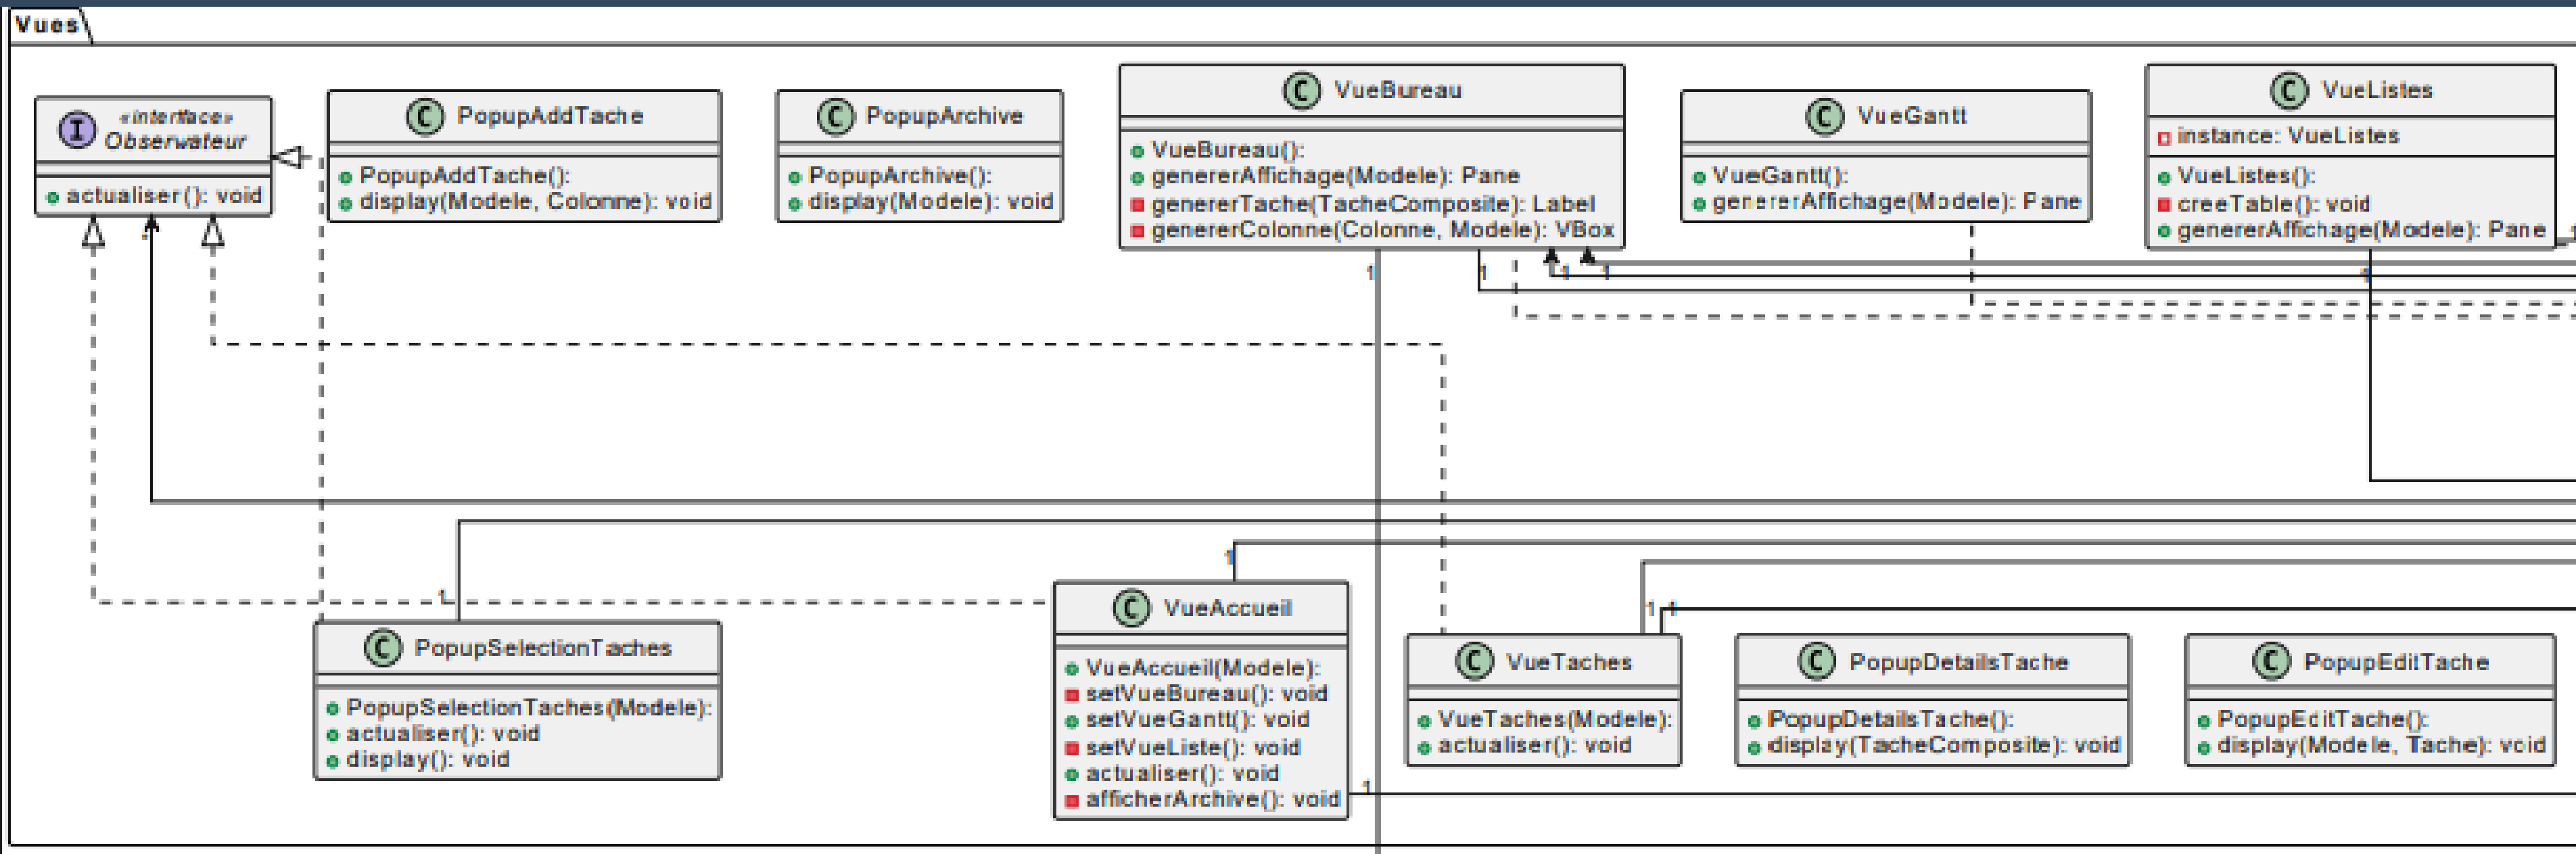 Vues
«interface»
I Observateur
actualiser(): void
C PopupAddTache
PopupAddTache():
display(Modele, Colonne): void
C PopupArchive
PopupArchive():
display(Modele): void
C VueBureau
VueBureau():
genererAffichage(Modele): Pane
genererTache(TacheComposite): Label
genererColonne(Colonne, Modele): VBox
C VueGantt
VueGantt():
genererAffichage(Modele): Pane
C VueListes
instance: VueListes
VueListes():
creeTable(): void
genererAffichage(Modele): Pane
1
1
1
1
1
1
1
1
1 1
C PopupSelectionTaches
PopupSelectionTaches(Modele):
actualiser(): void
display(): void
C VueAccueil
VueAccueil(Modele):
setVueBureau(): void
setVueGantt(): void
setVueListe(): void
actualiser(): void
afficherArchive(): void
1
C VueTaches
VueTaches(Modele):
actualiser(): void
C PopupDetailsTache
PopupDetailsTache():
display(TacheComposite): void
C PopupEditTache
PopupEditTache():
display(Modele, Tache): void